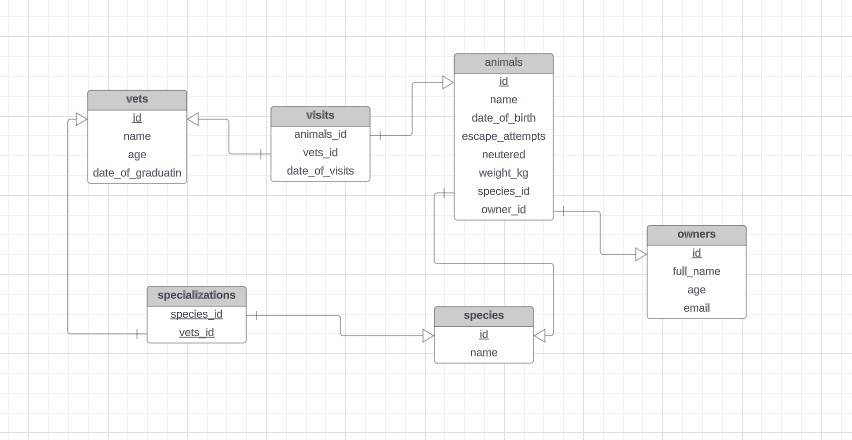 vets
id
name
age
date_of_graduatin
visits
animals_id
vets_id
date_of_visits
animals
id
name
date_of_birth
escape_attempts
neutered
weight_kg
species_id
owner_id
owners
id
full_name
age
email
specializations
species_id
vets_id
species
id
name